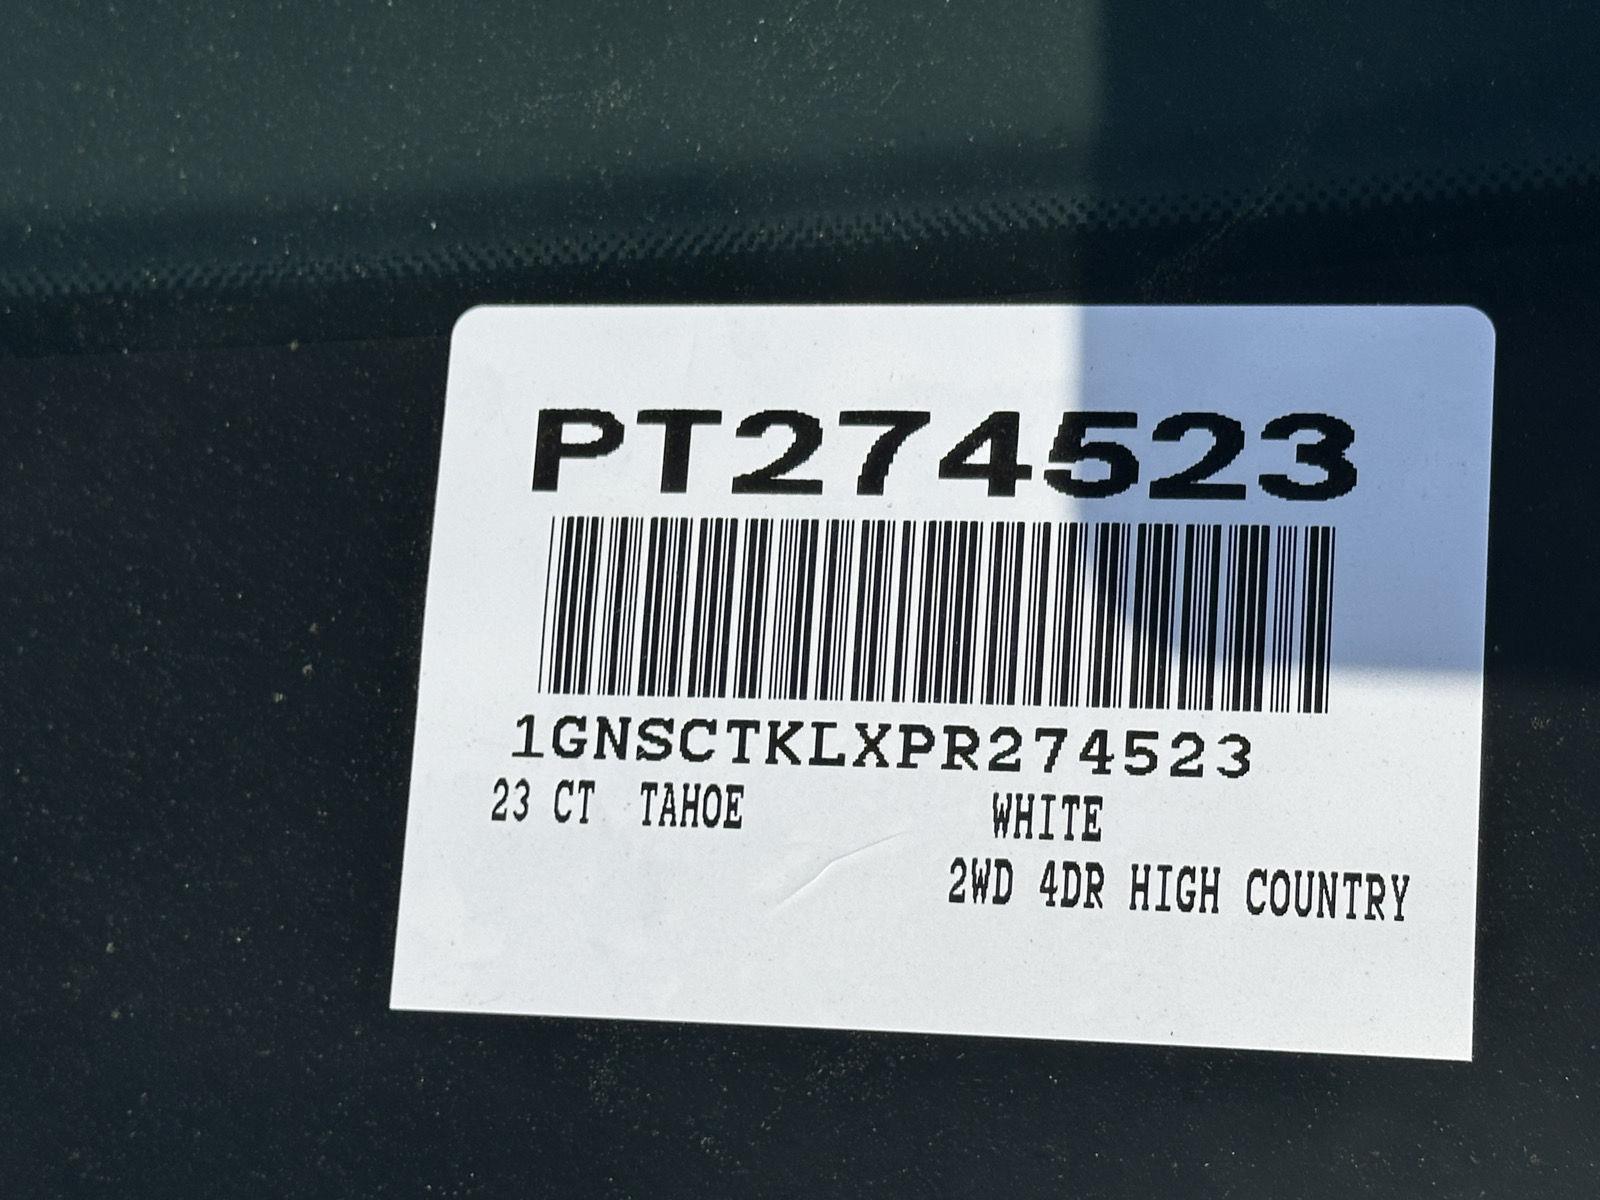 PT274523
1GNSCTKLXPR274523
23 CT TAHOE WHITE
2WD 4DR HIGH COUNTRY